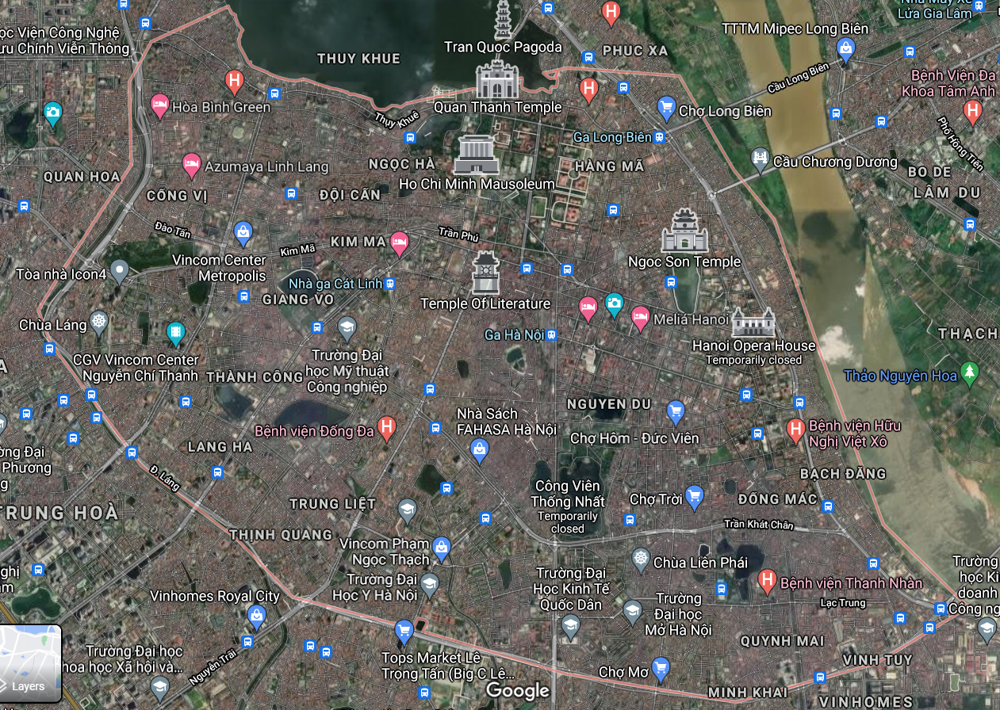 Nhà Máy Xe
Lửa Gia Lâm
TTTM Mipec Long Biên
ọc Viện Công Nghệ
ưu Chính Viễn Thông
Tran Quoc Pagoda
PHUC XA
THUY KHUE
Cầu Long Biên
Bệnh Viện Đa
Khoa Tâm Anh
Hòa Bình Green
Quan Thanh Temple
Chợ Long Biên
Thụy Khuê
Phố Hồng Tiến
Ga Long Biên
QUAN HOA
Azumaya Linh Lang
NGỌC HÀ
HÀNG MÃ
Cầu Chương Dương
BO DE
LÂM DU
CỐNG VỊ
ĐỘI CẤN
Ho Chi Minh Mausoleum
Đào Tấn
KIM MA
Trần Phú
Kim Mã
Vincom Center
Metropolis
Ngoc Son Temple
Tòa nhà Icon4
Nhà ga Cát Linh
GIANG VO
Temple Of Literature
Chùa Láng
Meliá Hanoi
Ga Hà Nội
THẠCH
Hanoi Opera House
Temporarily closed
CGV Vincom Center
Nguyễn Chí Thanh
Trường Đại
học Mỹ thuật
Công nghiệp
THÀNH CÔNG
Thảo Nguyên Hoa
NGUYEN DU
Nhà Sách
FAHASA Hà Nội
Bệnh viện Đống Đa
Chợ Hôm - Đức Viên
Bệnh viện Hữu
Nghị Việt Xô
LANG HA
ờng Đại
Phương
g
Đ. Láng
BẠCH ĐẰNG
Công Viên
Thống Nhất
Temporarily
closed
Chợ Trời
ĐỐNG MÁC
TRUNG HOÀ
TRUNG LIỆT
Trần Khát Chân
THỊNH QUANG
Vincom Phạm
Ngọc Thạch
Chùa Liên Phái
Trường
học Ki
doanh
Công ng
Trường Đại
Học Y Hà Nội
Trường Đại
Học Kinh Tế
Quốc Dân
Bệnh viện Thanh Nhàn
Vinhomes Royal City
Trường
Đại học
Mở Hà Nội
Lạc Trung
QUYNH MAI
Trường Đại học
hoa học Xã hội và...
Nguyễn Trãi
Tops Market Lê
Trọng Tấn (Big C Lê...
VINH TUY
Chợ Mơ
Layers
Google
MINH KHAI
VINHOMES